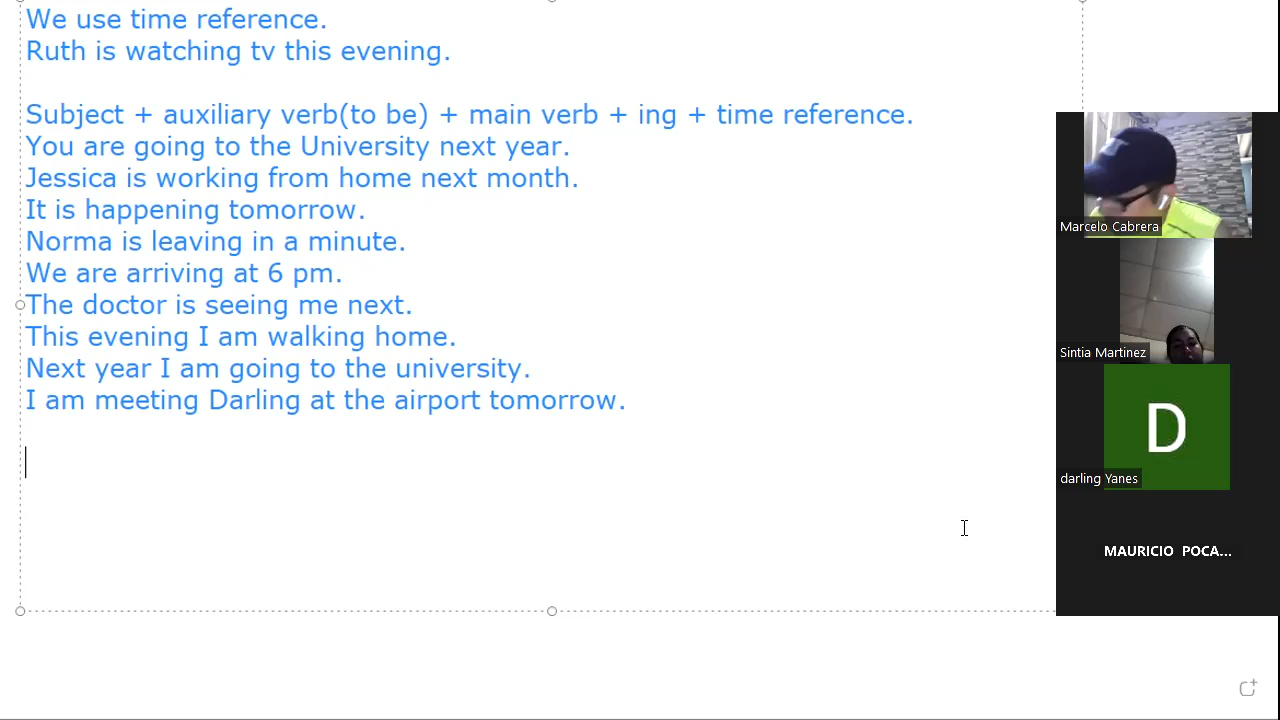 We use time reference.
Ruth is watching tv this evening.
Subject + auxiliary verb(to be) + main verb + ing + time reference.
You are going to the University next year.
Jessica is working from home next month.
It is happening tomorrow.
Norma is leaving in a minute.
We are arriving at 6 pm.
The doctor is seeing me next.
This evening I am walking home.
Next year I am going to the university.
I am meeting Darling at the airport tomorrow.
Marcelo Cabrera
Sintia Martinez
D
darling Yanes
MAURICIO POCA...